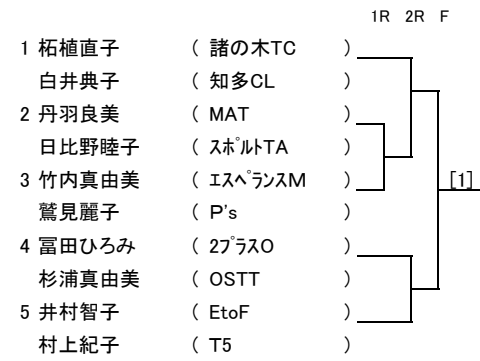 1R 2R F
1 柘植直子 ( 諸の木TC )
白井典子 ( 知多CL )
2 丹羽良美 ( MAT )
日比野睦子 ( ｽﾎﾟﾙﾄTA )
3 竹内真由美 ( ｴｽﾍﾟﾗﾝｽM )
[1]
鷲見麗子 ( P's )
4 冨田ひろみ ( 2ﾌﾟﾗｽO )
杉浦真由美 ( OSTT )
5 井村智子 ( EtoF )
村上紀子 ( T5 )